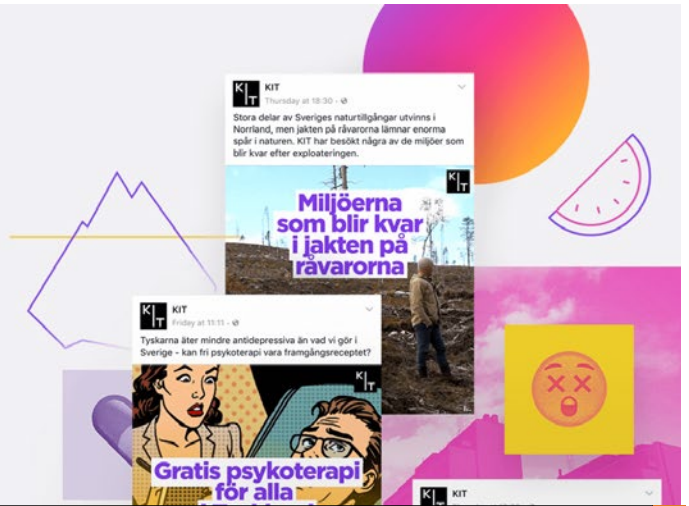 K|T
KIT
Thursday at 18:30
Stora delar av Sveriges naturtillgångar utvinns i
Norrland, men jakten på råvarorna lämnar enorma
spår i naturen. KIT har besökt några av de miljöer som
blir kvar efter exploateringen.
K|T
Miljöerna
som blir kvar
i jakten på
råvarorna
K|T
KIT
Friday at 11:11
Tyskarna äter mindre antidepressiva än vad vi gör i
Sverige – kan fri psykoterapi vara framgångsreceptet?
K|T
Gratis psykoterapi
för alla
K|T
KIT